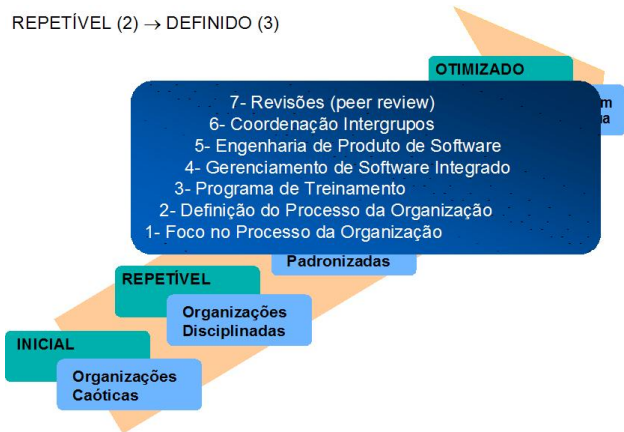 REPETÍVEL (2) → DEFINIDO (3)
OTIMIZADO
7- Revisões (peer review)
6- Coordenação Intergrupos
5- Engenharia de Produto de Software
4- Gerenciamento de Software Integrado
3- Programa de Treinamento
2- Definição do Processo da Organização
1- Foco no Processo da Organização
Padronizadas
REPETÍVEL
Organizações
Disciplinadas
INICIAL
Organizações
Caóticas